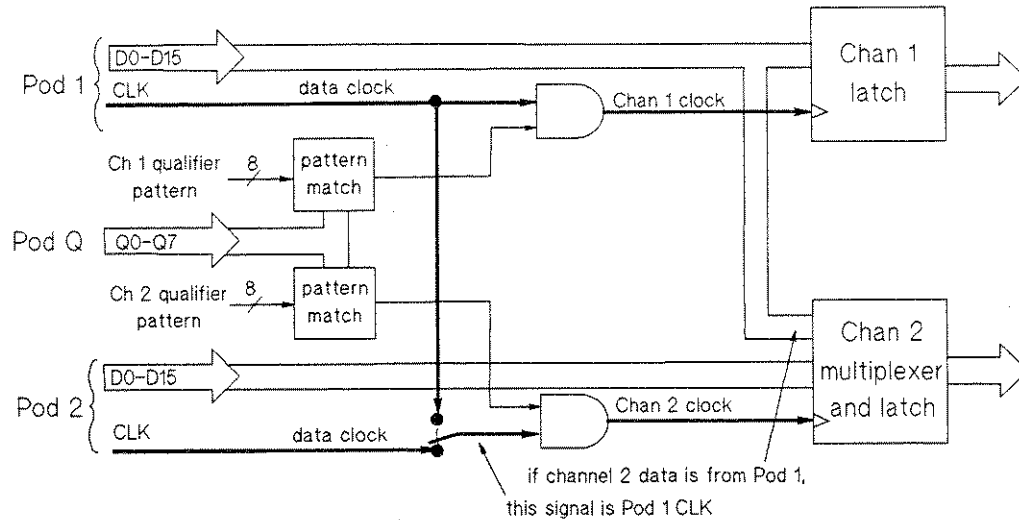 D0-D15
Pod 1
CLK
data clock
Chan 1 clock
Chan 1
latch
Ch 1 qualifier
pattern
8
pattern
match
Pod Q
Q0-Q7
Ch 2 qualifier
pattern
8
pattern
match
D0-D15
Pod 2
CLK
data clock
Chan 2 clock
Chan 2
multiplexer
and latch
if channel 2 data is from Pod 1,
this signal is Pod 1 CLK